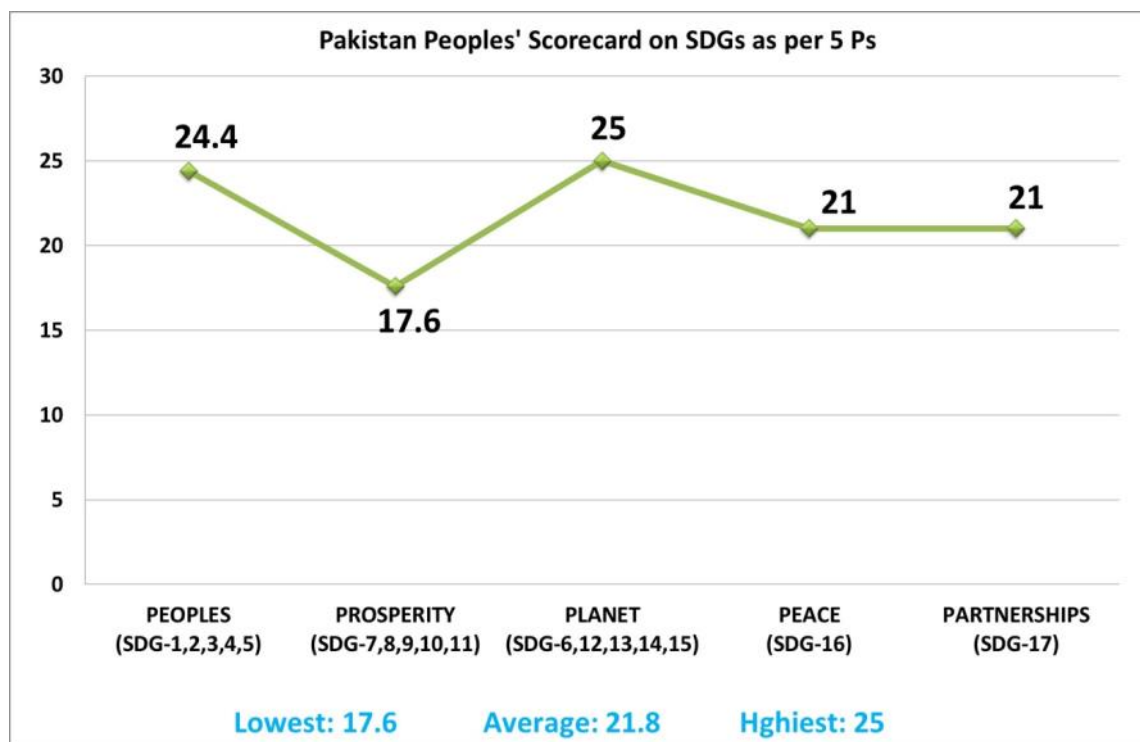 Pakistan Peoples' Scorecard on SDGs as per 5 Ps
30
25
20
15
10
5
0
24.4
17.6
25
21
21
PEOPLES
(SDG-1,2,3,4,5)
PROSPERITY
(SDG-7,8,9,10,11)
PLANET
(SDG-6,12,13,14,15)
PEACE
(SDG-16)
PARTNERSHIPS
(SDG-17)
Lowest: 17.6 Average: 21.8 Hghiest: 25